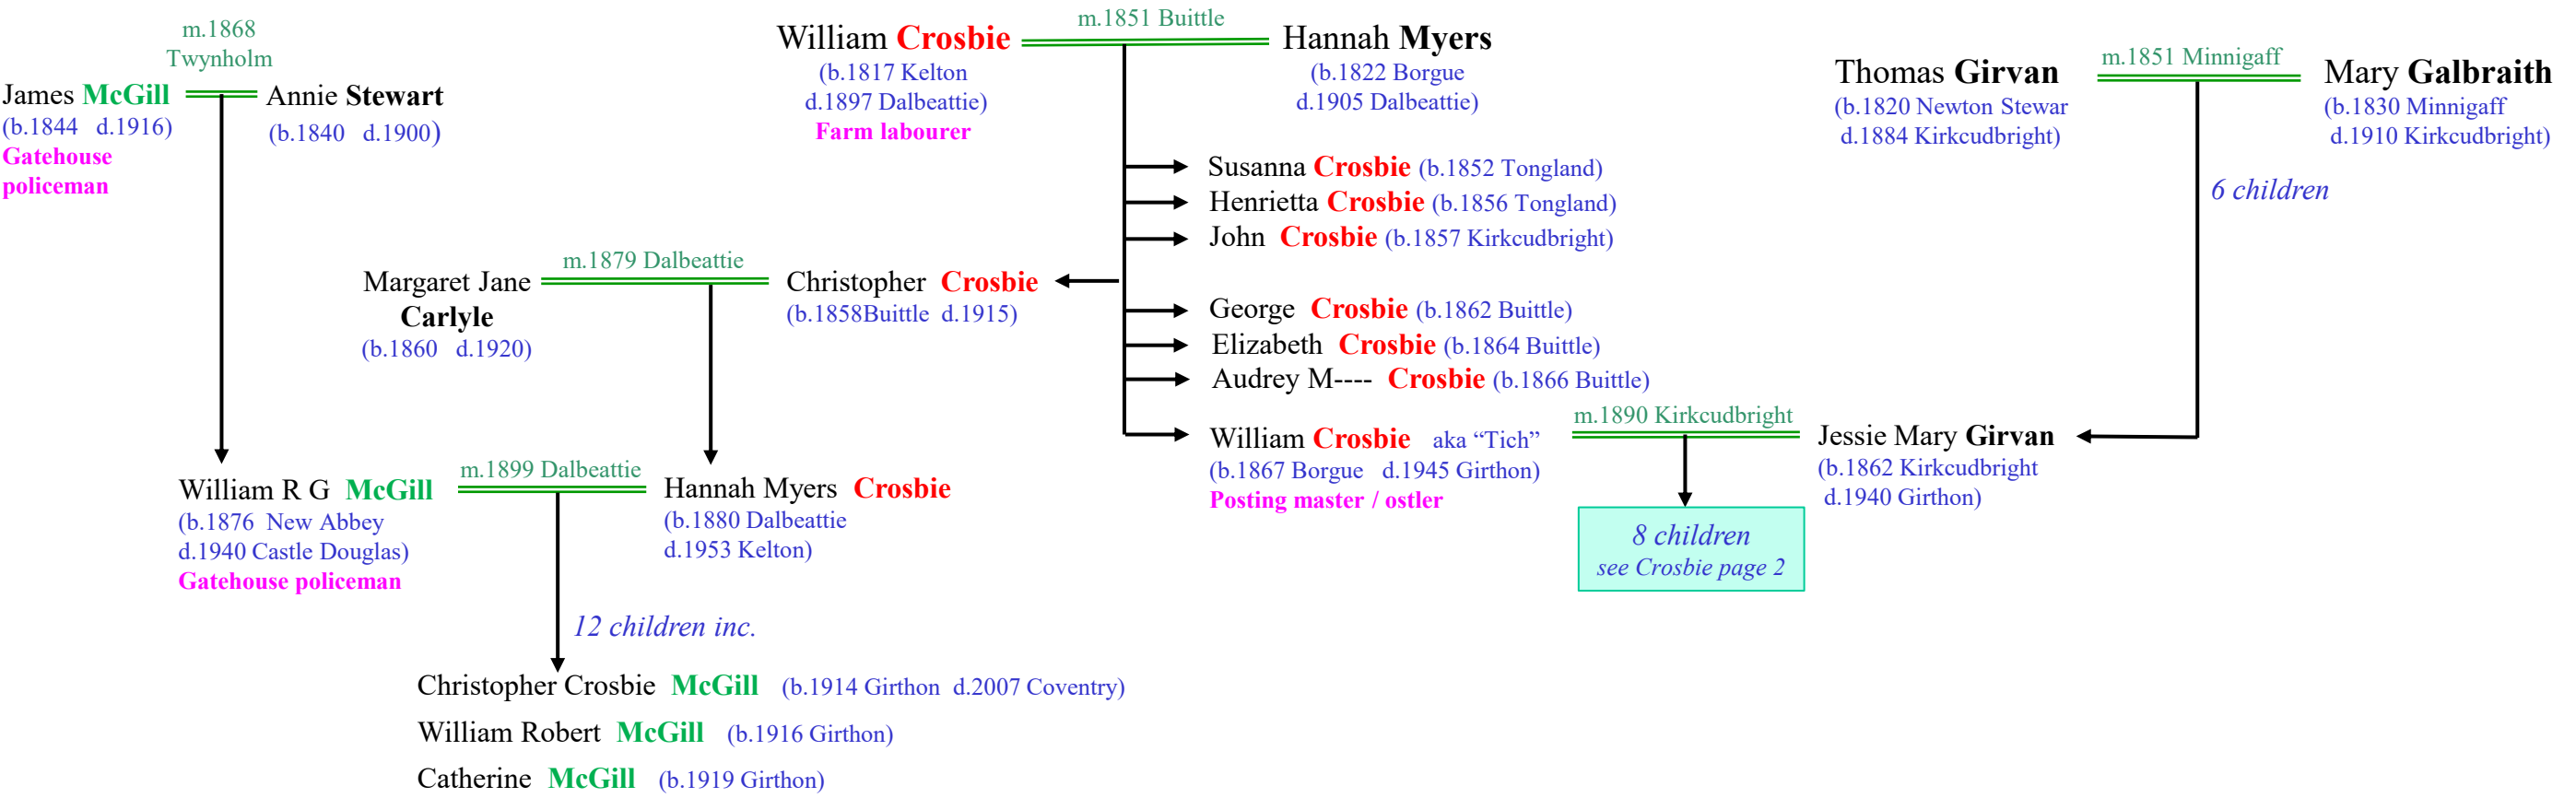 m.1868
Twynholm
James McGill
(b.1844 d.1916)
Gatehouse
policeman
Annie Stewart
(b.1840 d.1900)
William Crosbie
(b.1817 Kelton
d.1897 Dalbeattie)
Farm labourer
m.1851 Buittle
Hannah Myers
(b.1822 Borgue
d.1905 Dalbeattie)
Thomas Girvan
(b.1820 Newton Stewar
d.1884 Kirkcudbright)
m.1851 Minnigaff
Mary Galbraith
(b.1830 Minnigaff
d.1910 Kirkcudbright)
6 children
Susanna Crosbie (b.1852 Tongland)
Henrietta Crosbie (b.1856 Tongland)
John Crosbie (b.1857 Kirkcudbright)
Margaret Jane
Carlyle
(b.1860 d.1920)
m.1879 Dalbeattie
Christopher Crosbie
(b.1858Buittle d.1915)
George Crosbie (b.1862 Buittle)
Elizabeth Crosbie (b.1864 Buittle)
Audrey M---- Crosbie (b.1866 Buittle)
William Crosbie aka “Tich”
(b.1867 Borgue d.1945 Girthon)
Posting master / ostler
m.1890 Kirkcudbright
Jessie Mary Girvan
(b.1862 Kirkcudbright
d.1940 Girthon)
8 children
see Crosbie page 2
William R G McGill
(b.1876 New Abbey
d.1940 Castle Douglas)
Gatehouse policeman
m.1899 Dalbeattie
Hannah Myers Crosbie
(b.1880 Dalbeattie
d.1953 Kelton)
12 children inc.
Christopher Crosbie McGill (b.1914 Girthon d.2007 Coventry)
William Robert McGill (b.1916 Girthon)
Catherine McGill (b.1919 Girthon)